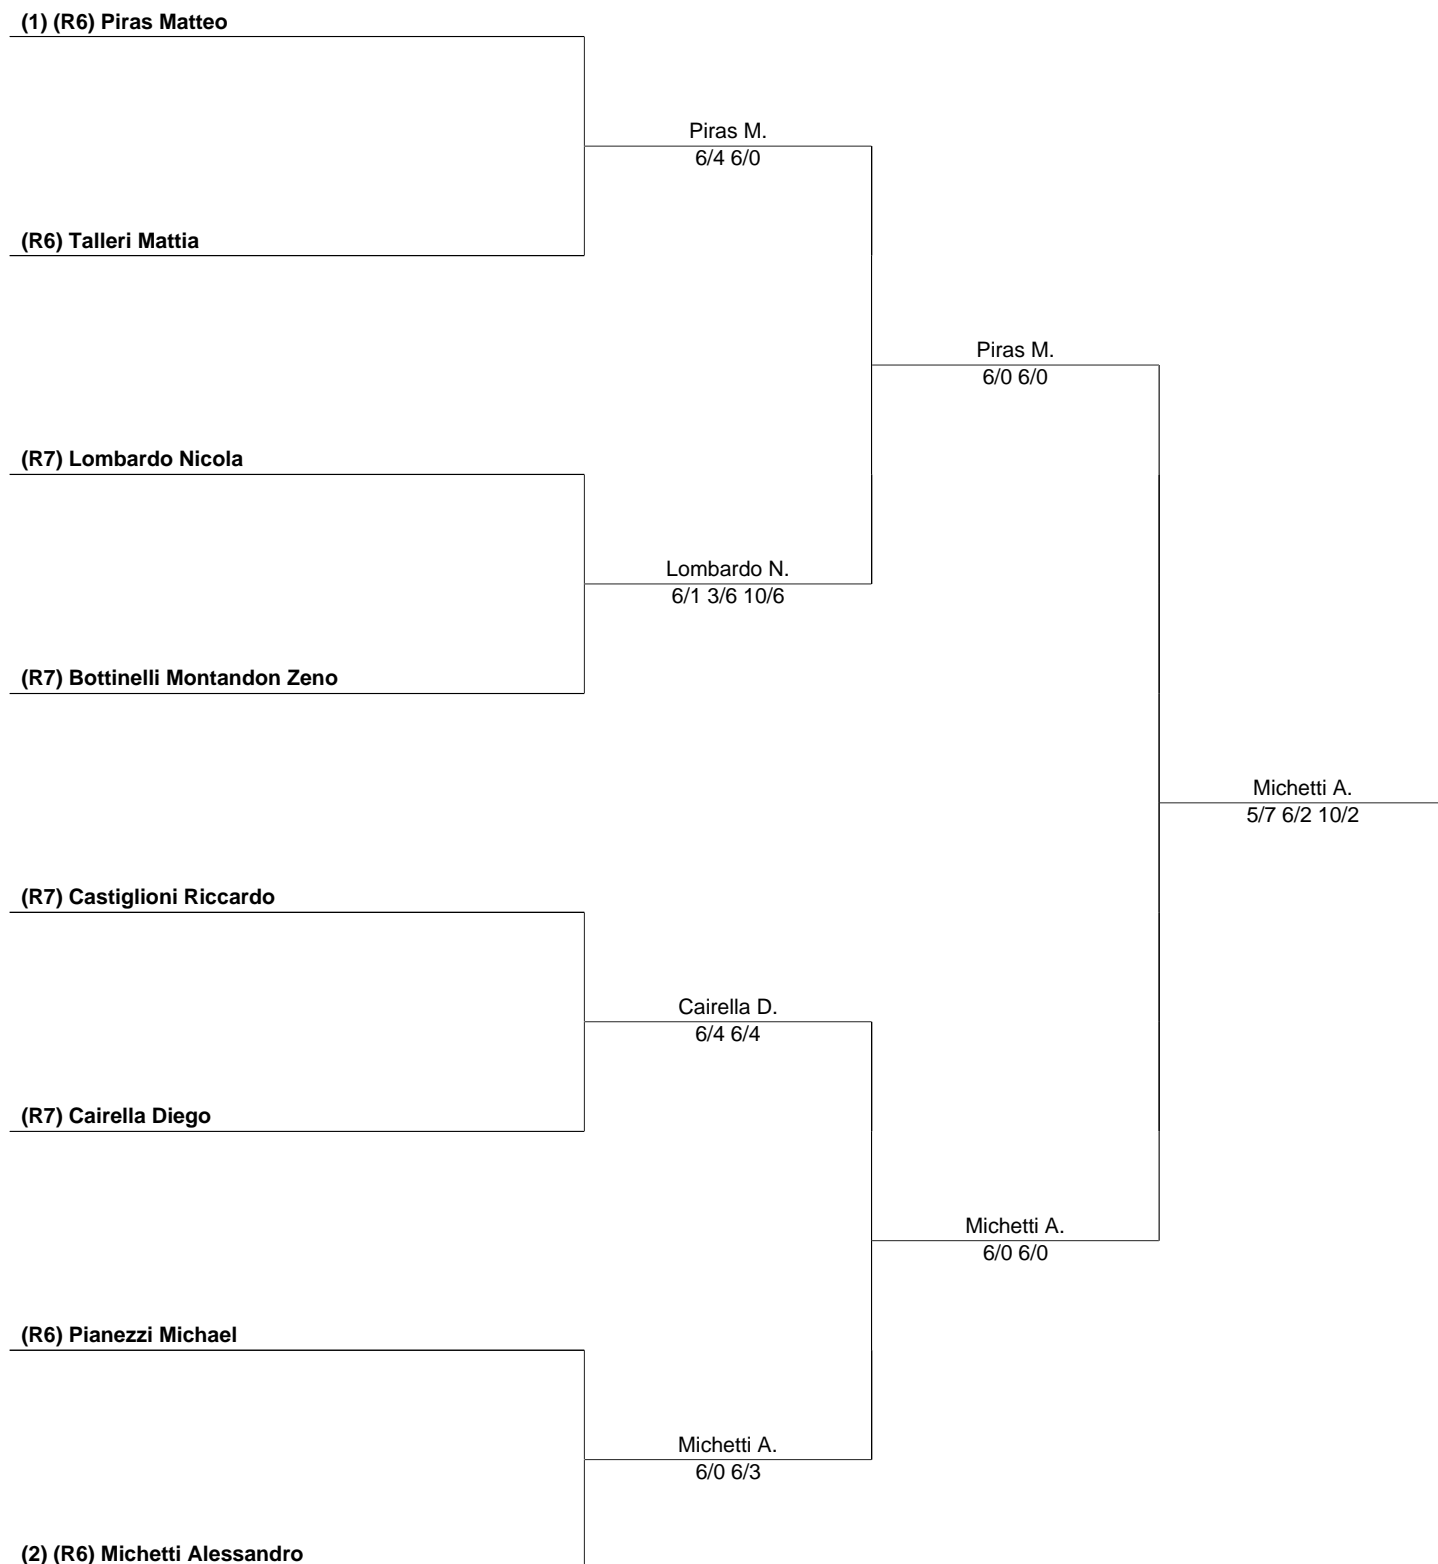 (1) (R6) Piras Matteo
Piras M.
6/4 6/0
(R6) Talleri Mattia
Piras M.
6/0 6/0
(R7) Lombardo Nicola
Lombardo N.
6/1 3/6 10/6
(R7) Bottinelli Montandon Zeno
Michetti A.
5/7 6/2 10/2
(R7) Castiglioni Riccardo
Cairella D.
6/4 6/4
(R7) Cairella Diego
Michetti A.
6/0 6/0
(R6) Pianezzi Michael
Michetti A.
6/0 6/3
(2) (R6) Michetti Alessandro